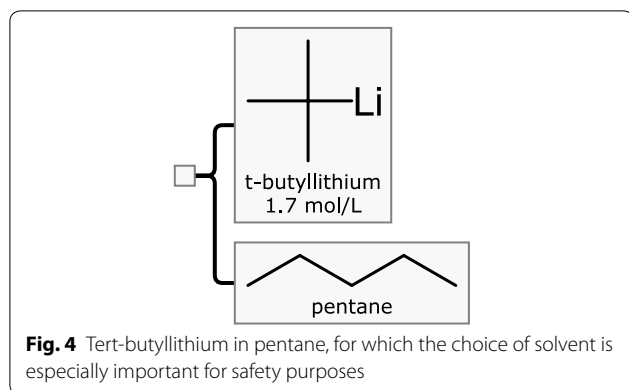 Li
t-butyllithium
1.7 mol/L
pentane
Fig. 4 Tert-butyllithium in pentane, for which the choice of solvent is
especially important for safety purposes